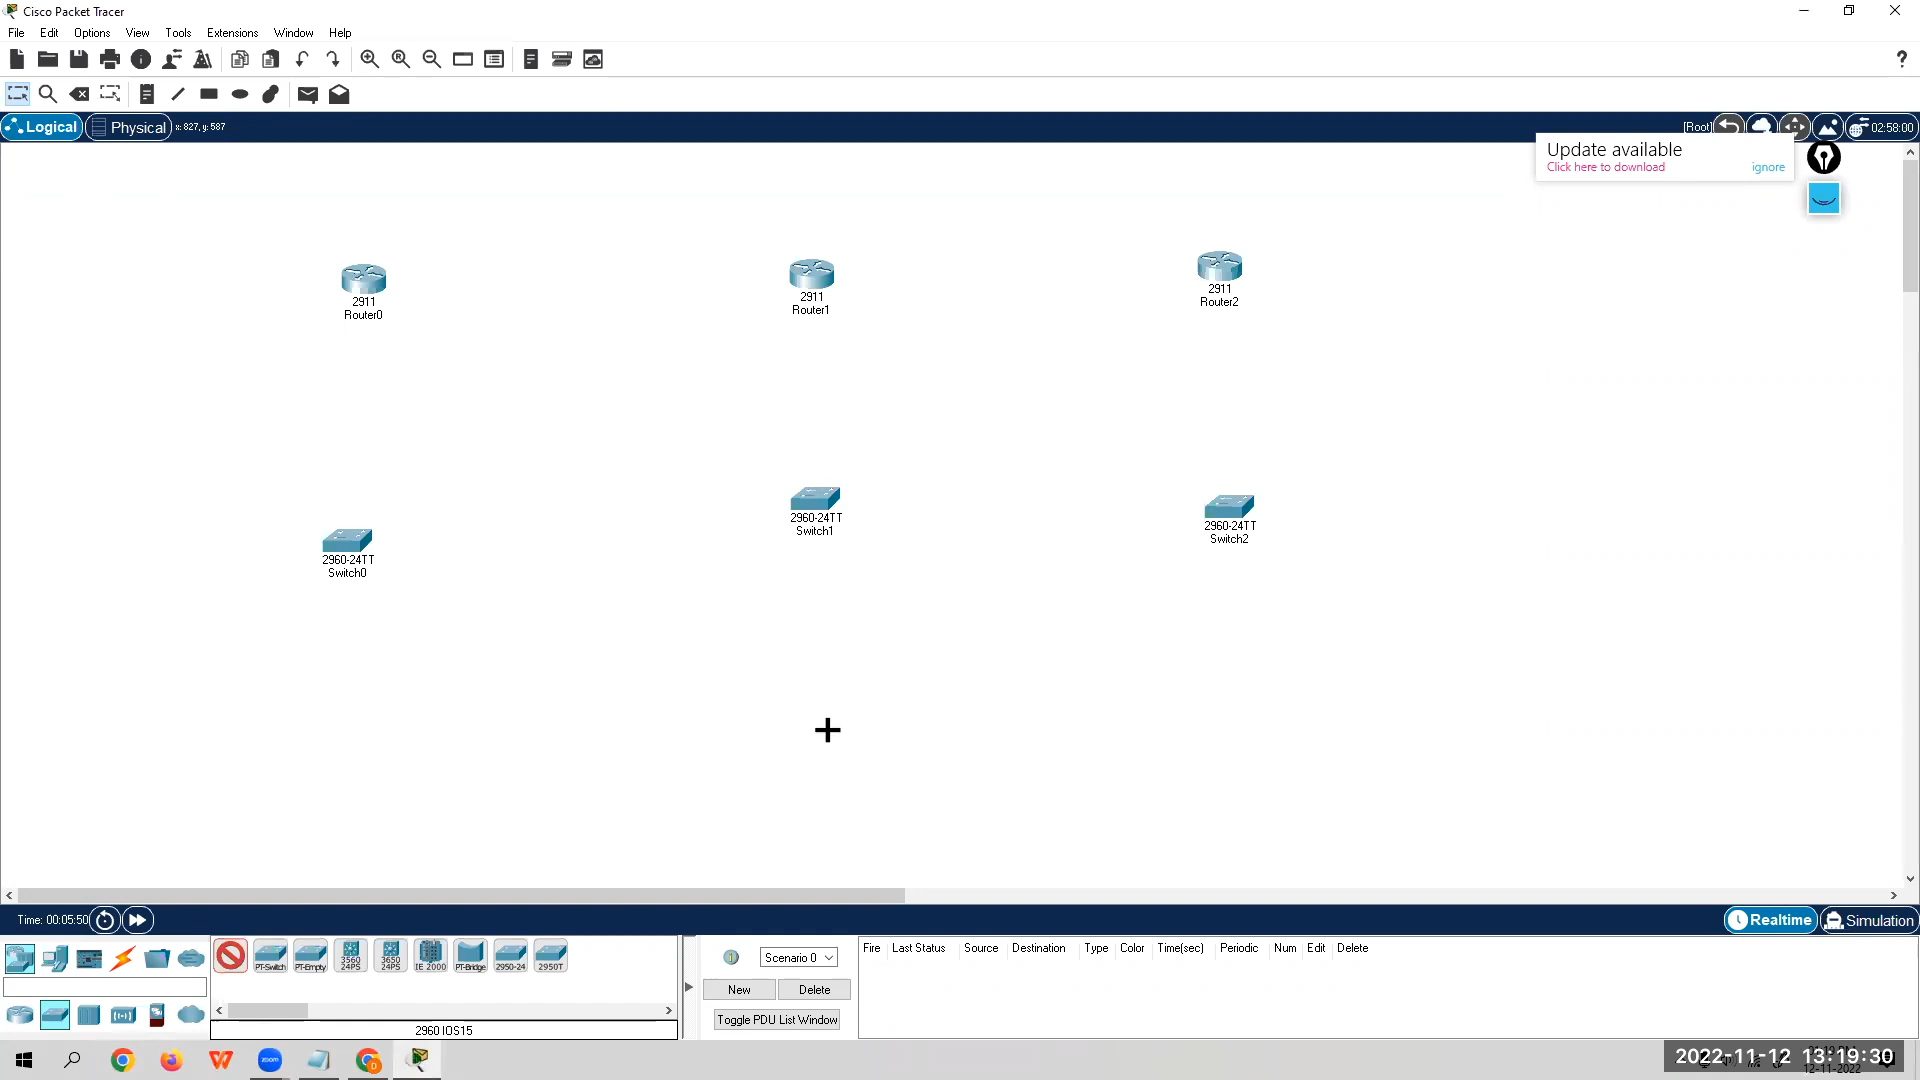 Cisco Packet Tracer
File Edit Options View Tools Extensions Window Help
Logical Physical x: 827, y: 587 [Root] 02:58:00
Update available
Click here to download ignore
2911
Router0
2911
Router1
2911
Router2
2960-24TT
Switch0
2960-24TT
Switch1
2960-24TT
Switch2
Time: 00:05:50 Realtime Simulation
PT-Switch PT-Empty 3560 24PS 3650 24PS IE 2000 PT-Bridge 2950-24 2950T
2960 IOS15
Scenario 0
New Delete
Toggle PDU List Window
Fire Last Status Source Destination Type Color Time(sec) Periodic Num Edit Delete
zoom
2022-11-12 13:19:30
12-11-2022